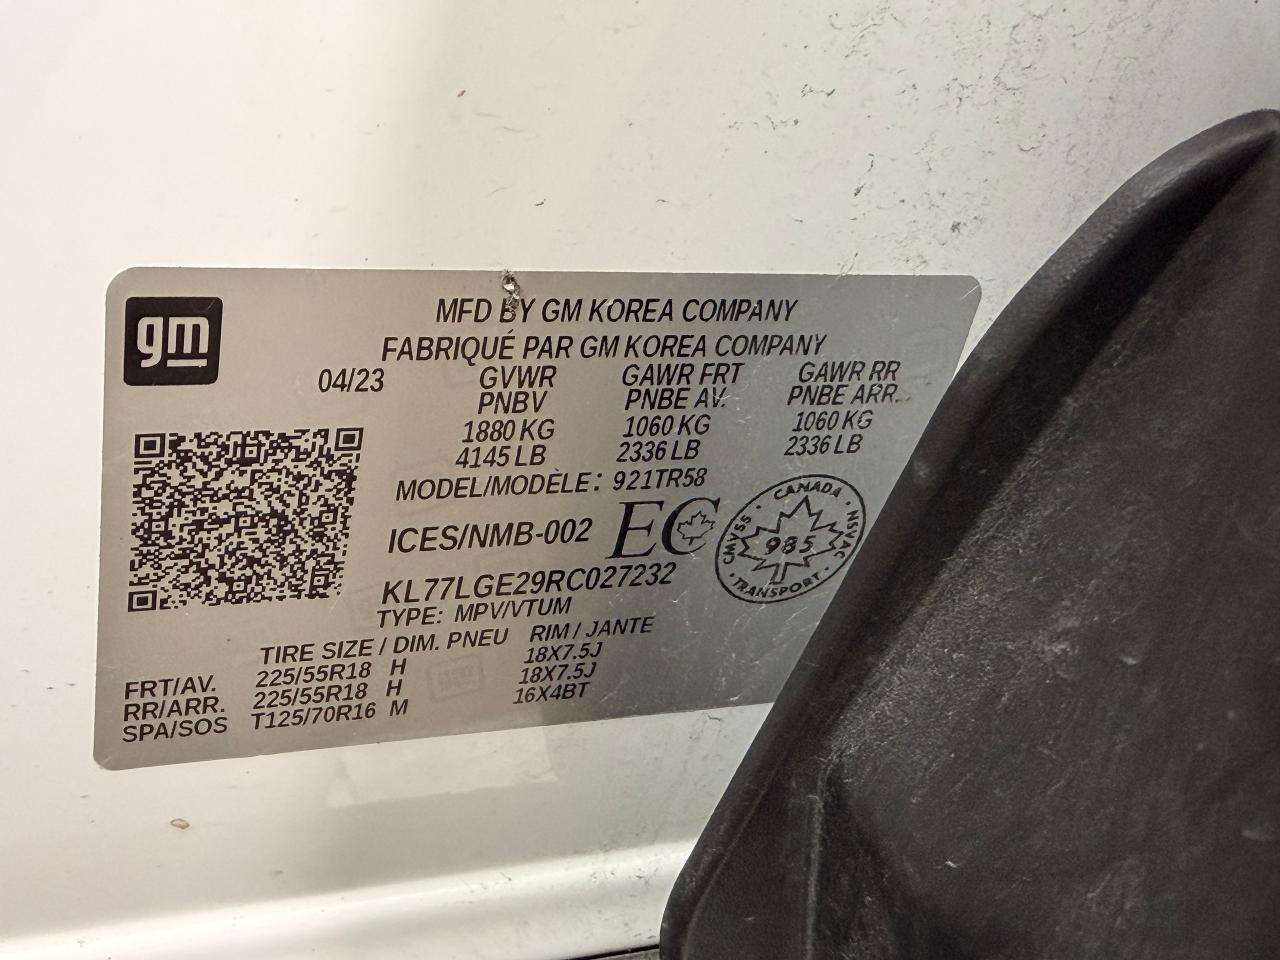 gm
MFD BY GM KOREA COMPANY
FABRIQUÉ PAR GM KOREA COMPANY
04/23 GVWR GAWR FRT GAWR RR
PNBV PNBE AV. PNBE ARR.
1880 KG 1060 KG 1060 KG
4145 LB 2336 LB 2336 LB
MODEL/MODÈLE: 921TR58
ICES/NMB-002 EC
CANADA
CMVSS NSVAC
985
TRANSPORT
KL77LGE29RC027232
TYPE: MPV/VTUM
TIRE SIZE / DIM. PNEU RIM / JANTE
FRT/AV. 225/55R18 H 18X7.5J
RR/ARR. 225/55R18 H 18X7.5J
SPA/SOS T125/70R16 M 16X4BT